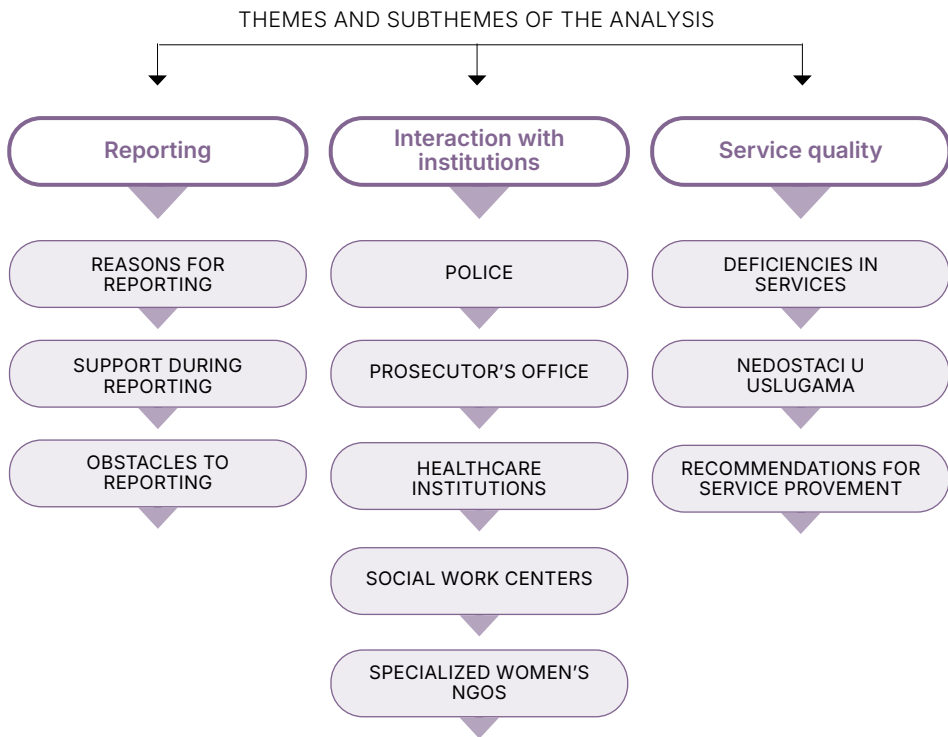 THEMES AND SUBTHEMES OF THE ANALYSIS
Reporting
REASONS FOR
REPORTING
SUPPORT DURING
REPORTING
OBSTACLES TO
REPORTING
Interaction with
institutions
POLICE
PROSECUTOR’S OFFICE
HEALTHCARE
INSTITUTIONS
SOCIAL WORK CENTERS
SPECIALIZED WOMEN’S
NGOS
Service quality
DEFICIENCIES IN
SERVICES
NEDOSTACI U
USLUGAMA
RECOMMENDATIONS FOR
SERVICE PROVEMENT